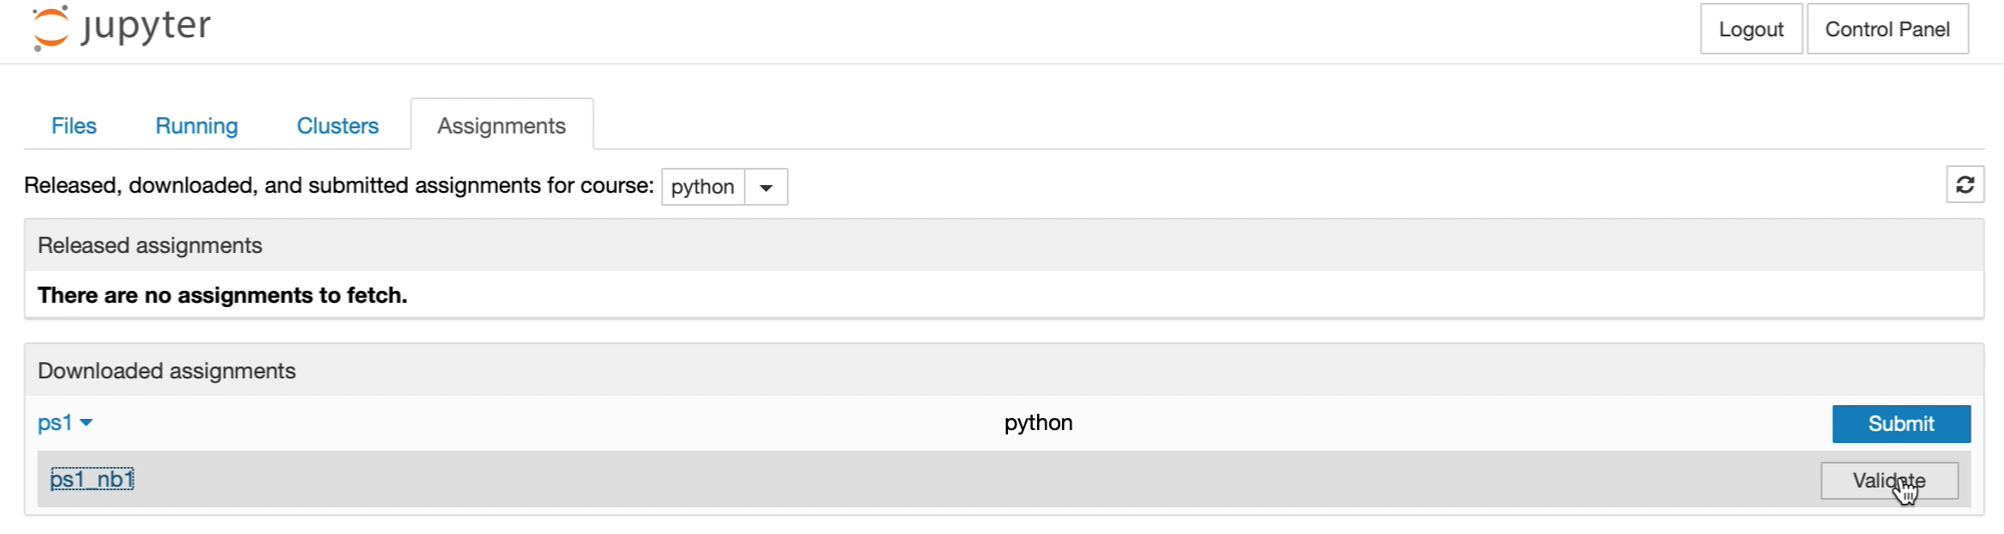 jupyter
Logout Control Panel
Files Running Clusters Assignments
Released, downloaded, and submitted assignments for course: python
Released assignments
There are no assignments to fetch.
Downloaded assignments
ps1 python Submit
ps1_nb1 Validate